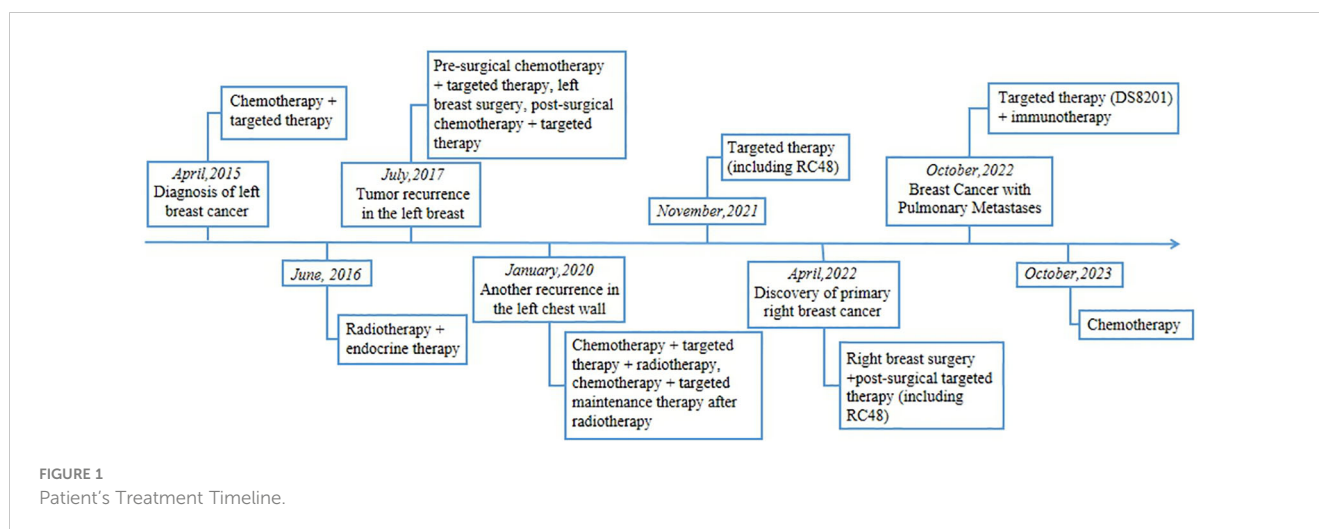 Chemotherapy +
targeted therapy
April,2015
Diagnosis of left
breast cancer
June, 2016
Radiotherapy +
endocrine therapy
Pre-surgical chemotherapy
+ targeted therapy, left
breast surgery, post-surgical
chemotherapy + targeted
therapy
July,2017
Tumor recurrence
in the left breast
January,2020
Another recurrence in
the left chest wall
Chemotherapy + targeted
therapy + radiotherapy,
chemotherapy + targeted
maintenance therapy after
radiotherapy
Targeted therapy
(including RC48)
November,2021
April,2022
Discovery of primary
right breast cancer
Right breast surgery
+post-surgical targeted
therapy (including
RC48)
Targeted therapy (DS8201)
+ immunotherapy
October,2022
Breast Cancer with
Pulmonary Metastases
October,2023
Chemotherapy
FIGURE 1
Patient's Treatment Timeline.